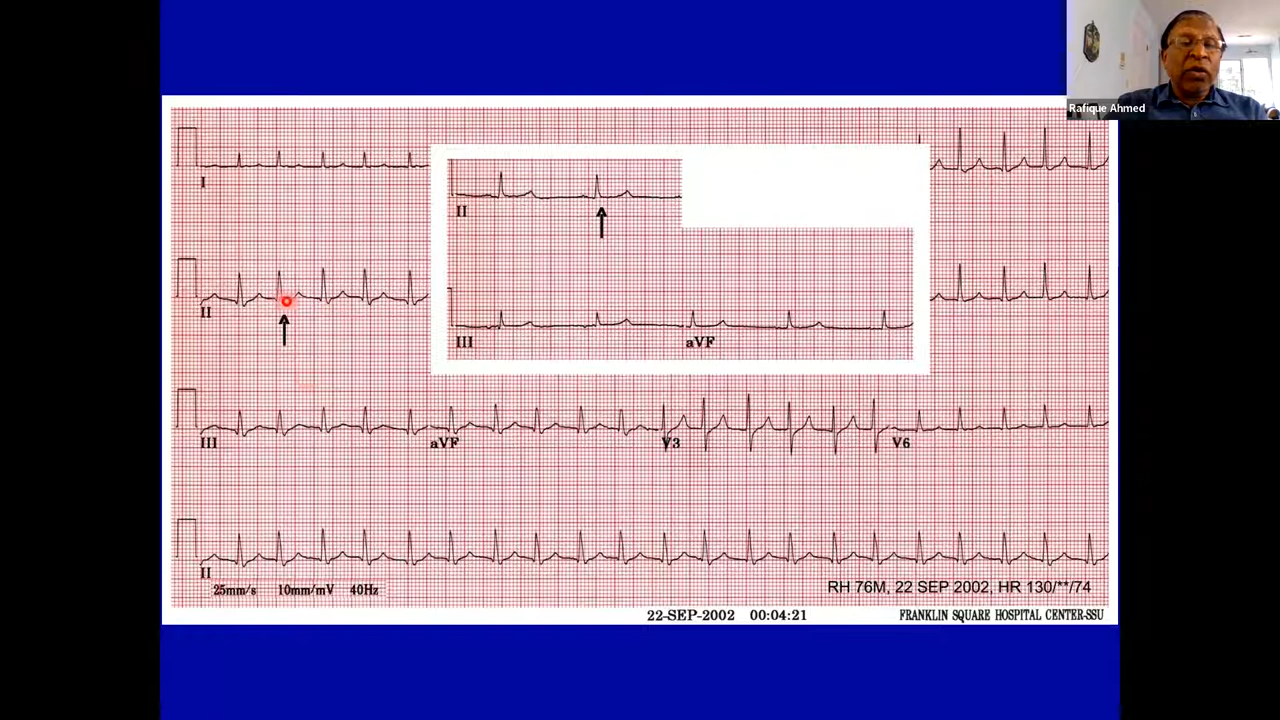 Rafique Ahmed
I
II
II
III
aVF
III
aVF
V3
V6
II
25mm/s 10mm/mV 40Hz
RH 76M, 22 SEP 2002, HR 130/**/74
22-SEP-2002 00:04:21 FRANKLIN SQUARE HOSPITAL CENTER-SSU